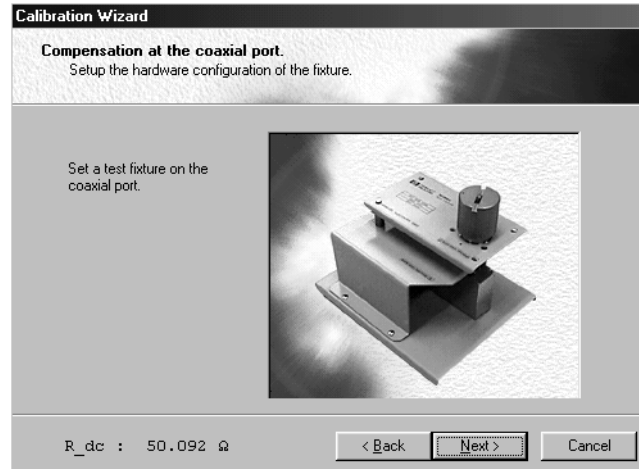 Calibration Wizard
Compensation at the coaxial port.
Setup the hardware configuration of the fixture.
Set a test fixture on the
coaxial port.
R_dc : 50.092 Ω
< Back
Next >
Cancel